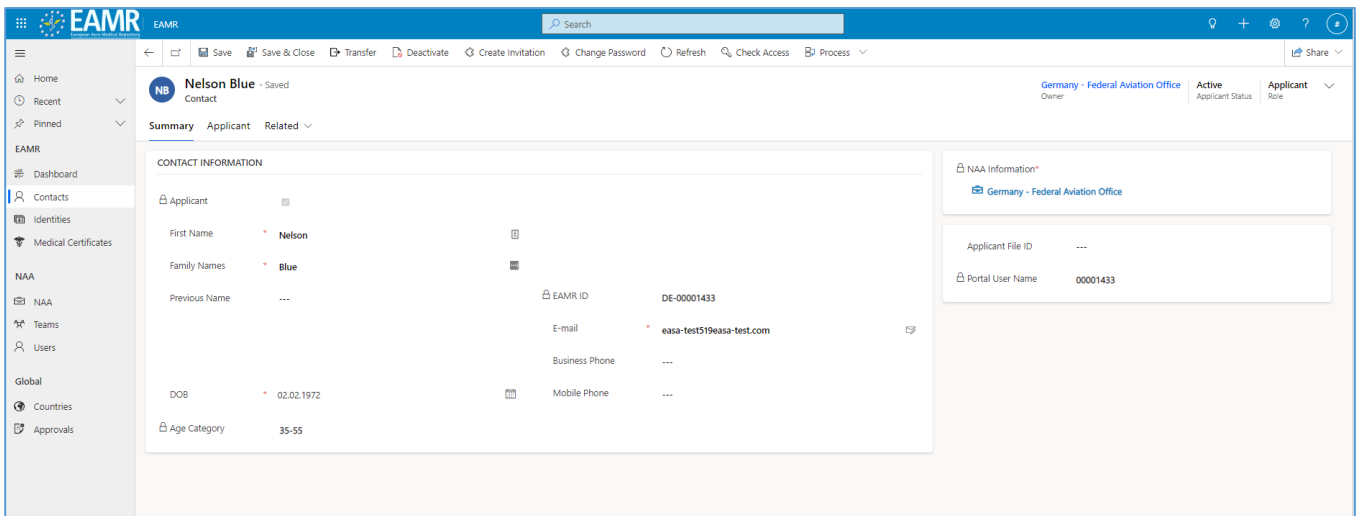 EAMR
European Aero Medical Repository
EAMR
Search
?
#
Save
Save & Close
Transfer
Deactivate
Create Invitation
Change Password
Refresh
Check Access
Process
Share
Home
Recent
Pinned
EAMR
Dashboard
Contacts
Identities
Medical Certificates
NAA
NAA
Teams
Users
Global
Countries
Approvals
NB
Nelson Blue - Saved
Contact
Germany - Federal Aviation Office
Owner
Active
Applicant Status
Applicant
Role
Summary Applicant Related
CONTACT INFORMATION
Applicant
First Name * Nelson
Family Names * Blue
Previous Name ---
DOB * 02.02.1972
Age Category 35-55
EAMR ID DE-00001433
E-mail * easa-test519easa-test.com
Business Phone ---
Mobile Phone ---
NAA Information*
Germany - Federal Aviation Office
Applicant File ID ---
Portal User Name 00001433